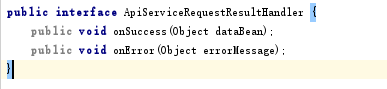 public interface ApiServiceRequestResultHandler {
    public void onSuccess(Object dataBean);
    public void onError(Object errorMessage);
}